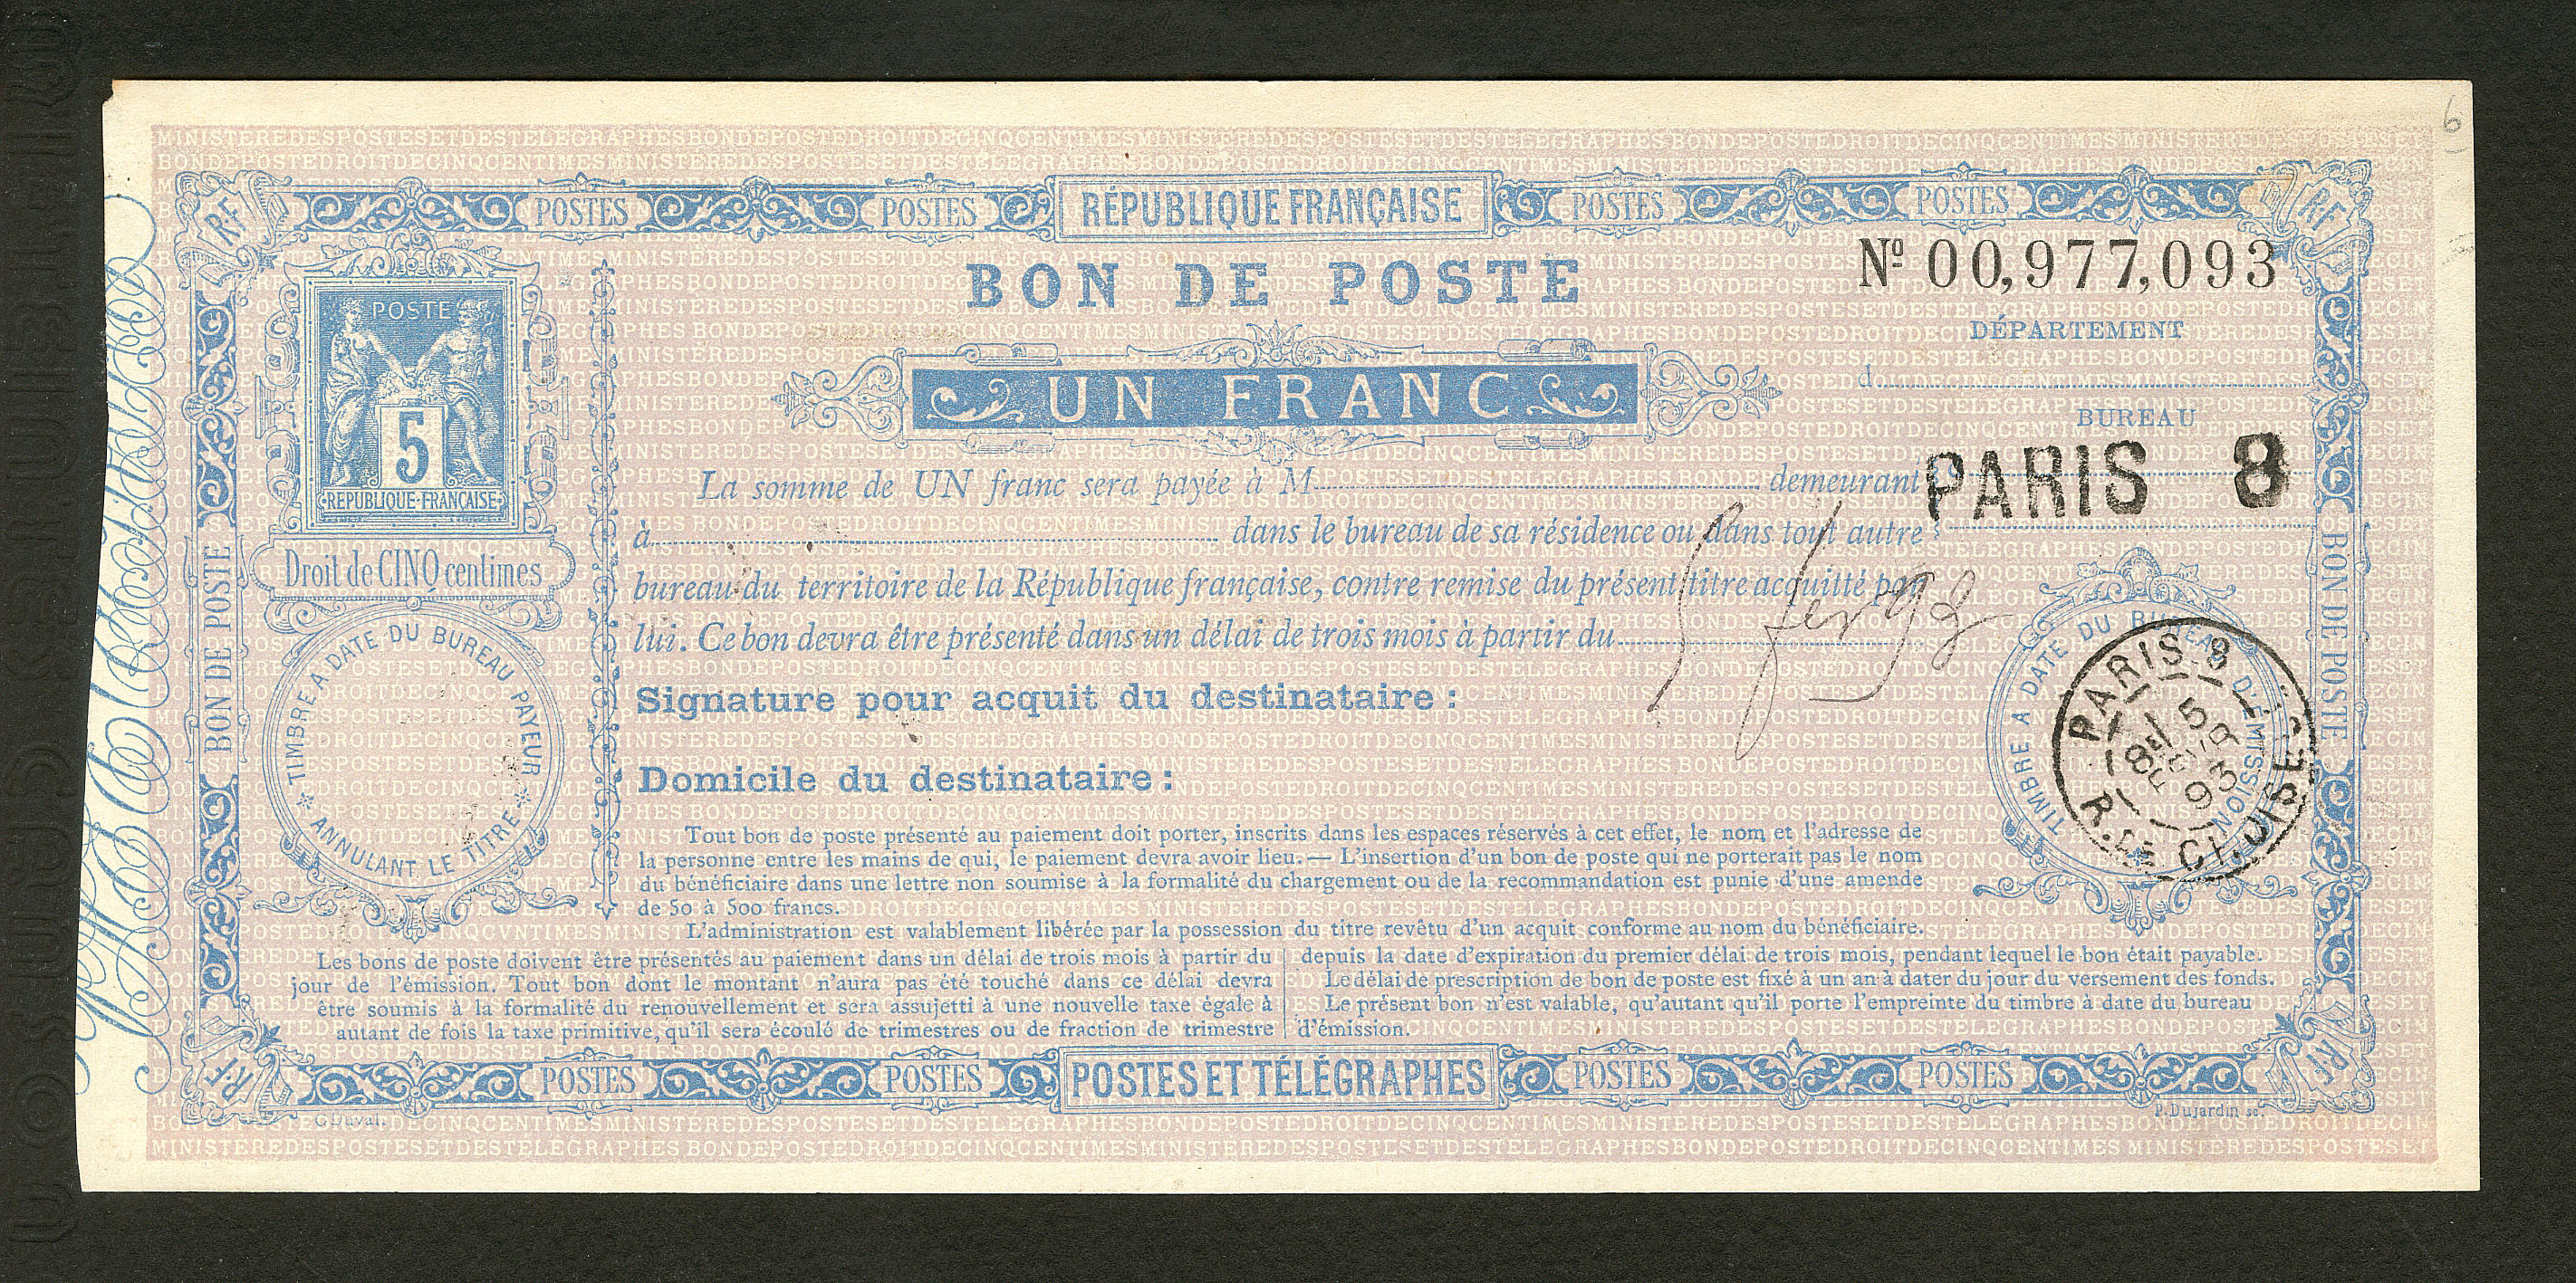 RF POSTES POSTES RÉPUBLIQUE FRANÇAISE POSTES POSTES RF
BON DE POSTE
Nº 00,977,093
DÉPARTEMENT
d
UN FRANC
BUREAU
PARIS 8
POSTE
5
REPUBLIQUE FRANÇAISE
Droit de CINQ centimes
La somme de UN franc sera payée à M demeurant
à dans le bureau de sa résidence ou dans tout autre
bureau du territoire de la République française, contre remise du présent titre acquitté par
lui. Ce bon devra être présenté dans un délai de trois mois à partir du
5 fevr 93
Signature pour acquit du destinataire :
Domicile du destinataire :
TIMBRE A DATE DU BUREAU PAYEUR
ANNULANT LE TITRE
BON DE POSTE
BON DE POSTE
TIMBRE A DATE DU BUREAU D'EMISSION
PARIS 8
5
FEVR
93
Tout bon de poste présenté au paiement doit porter, inscrits dans les espaces réservés à cet effet, le nom et l'adresse de
la personne entre les mains de qui, le paiement devra avoir lieu. — L'insertion d'un bon de poste qui ne porterait pas le nom
du bénéficiaire dans une lettre non soumise à la formalité du chargement ou de la recommandation est punie d'une amende
de 50 à 500 francs.
L'administration est valablement libérée par la possession du titre revêtu d'un acquit conforme au nom du bénéficiaire.
Les bons de poste doivent être présentés au paiement dans un délai de trois mois à partir du
jour de l'émission. Tout bon dont le montant n'aura pas été touché dans ce délai devra
être soumis à la formalité du renouvellement et sera assujetti à une nouvelle taxe égale à
autant de fois la taxe primitive, qu'il sera écoulé de trimestres ou de fraction de trimestre
depuis la date d'expiration du premier délai de trois mois, pendant lequel le bon était payable.
Le délai de prescription de bon de poste est fixé à un an à dater du jour du versement des fonds.
Le présent bon n'est valable, qu'autant qu'il porte l'empreinte du timbre à date du bureau
d'émission.
RF POSTES POSTES POSTES ET TÉLÉGRAPHES POSTES POSTES RF
C. Duval. P. Dujardin sc.
6